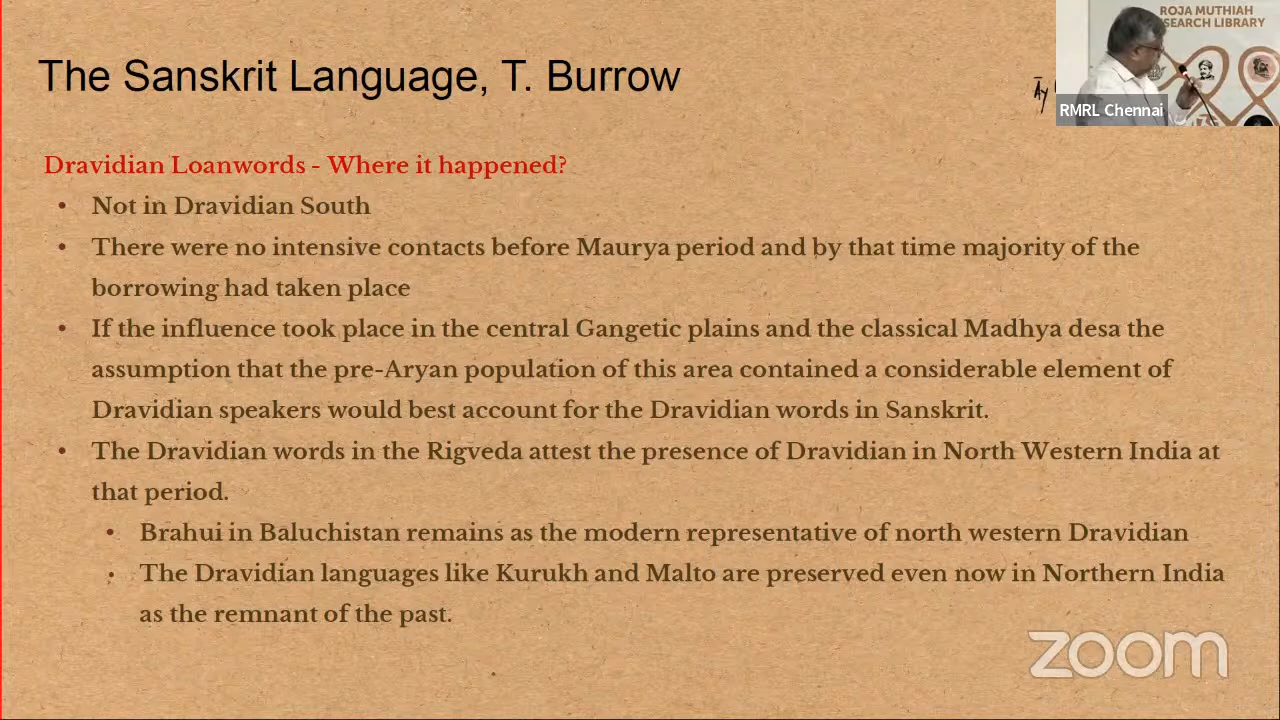 ROJA MUTHIAH
SEARCH LIBRARY
The Sanskrit Language, T. Burrow
Āy
RMRL Chennai
Dravidian Loanwords - Where it happened?
• Not in Dravidian South
• There were no intensive contacts before Maurya period and by that time majority of the
borrowing had taken place
• If the influence took place in the central Gangetic plains and the classical Madhya desa the
assumption that the pre-Aryan population of this area contained a considerable element of
Dravidian speakers would best account for the Dravidian words in Sanskrit.
• The Dravidian words in the Rigveda attest the presence of Dravidian in North Western India at
that period.
• Brahui in Baluchistan remains as the modern representative of north western Dravidian
• The Dravidian languages like Kurukh and Malto are preserved even now in Northern India
as the remnant of the past.
zoom